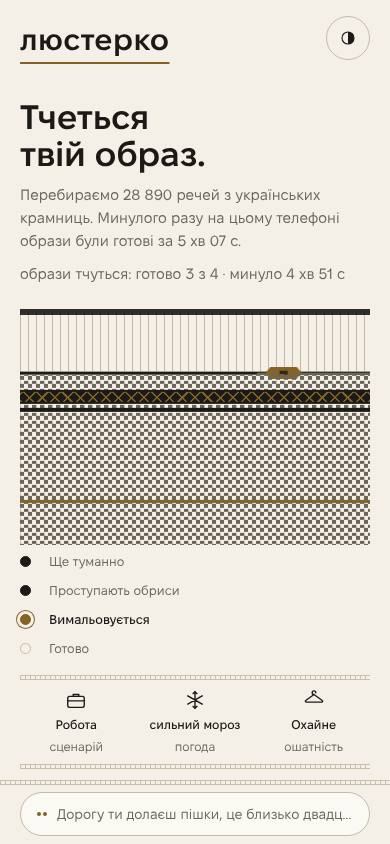 люстерко
Тчеться
твій образ.
Перебираємо 28 890 речей з українських
крамниць. Минулого разу на цьому телефоні
образи були готові за 5 хв 07 с.
образи тчуться: готово 3 з 4 · минуло 4 хв 51 с
Ще туманно
Проступають обриси
Вимальовується
Готово
Робота
сильний мороз
Охайне
сценарій
погода
ошатність
Дорогу ти долаєш пішки, це близько двадц...